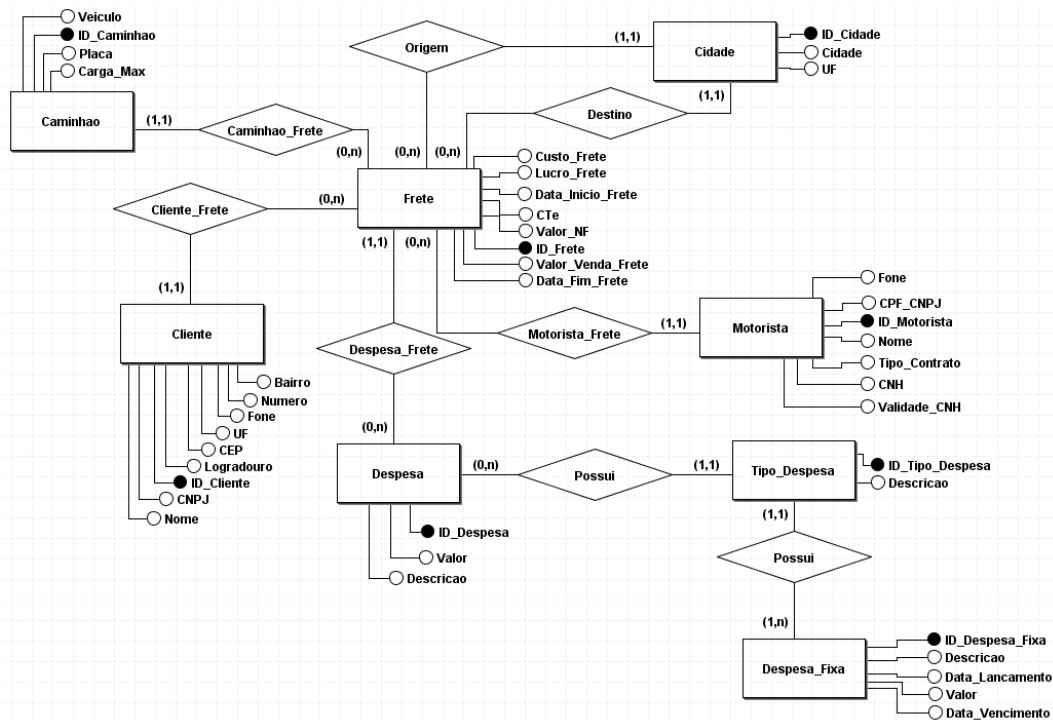 Veiculo
ID_Caminhao
Placa
Carga_Max
Caminhao
(1,1)
Caminhao_Frete
(0,n)
Origem
(1,1)
(0,n)
Cidade
ID_Cidade
Cidade
UF
(1,1)
Destino
(0,n)
Frete
Custo_Frete
Lucro_Frete
Data_Inicio_Frete
CTe
Valor_NF
ID_Frete
Valor_Venda_Frete
Data_Fim_Frete
Cliente_Frete
(0,n)
(1,1)
Cliente
Bairro
Numero
Fone
UF
CEP
Logradouro
ID_Cliente
CNPJ
Nome
(1,1)
(0,n)
Despesa_Frete
(0,n)
Motorista_Frete
(1,1)
Motorista
Fone
CPF_CNPJ
ID_Motorista
Nome
Tipo_Contrato
CNH
Validade_CNH
Despesa
ID_Despesa
Valor
Descricao
(0,n)
Possui
(1,1)
Tipo_Despesa
ID_Tipo_Despesa
Descricao
(1,1)
Possui
(1,n)
Despesa_Fixa
ID_Despesa_Fixa
Descricao
Data_Lancamento
Valor
Data_Vencimento